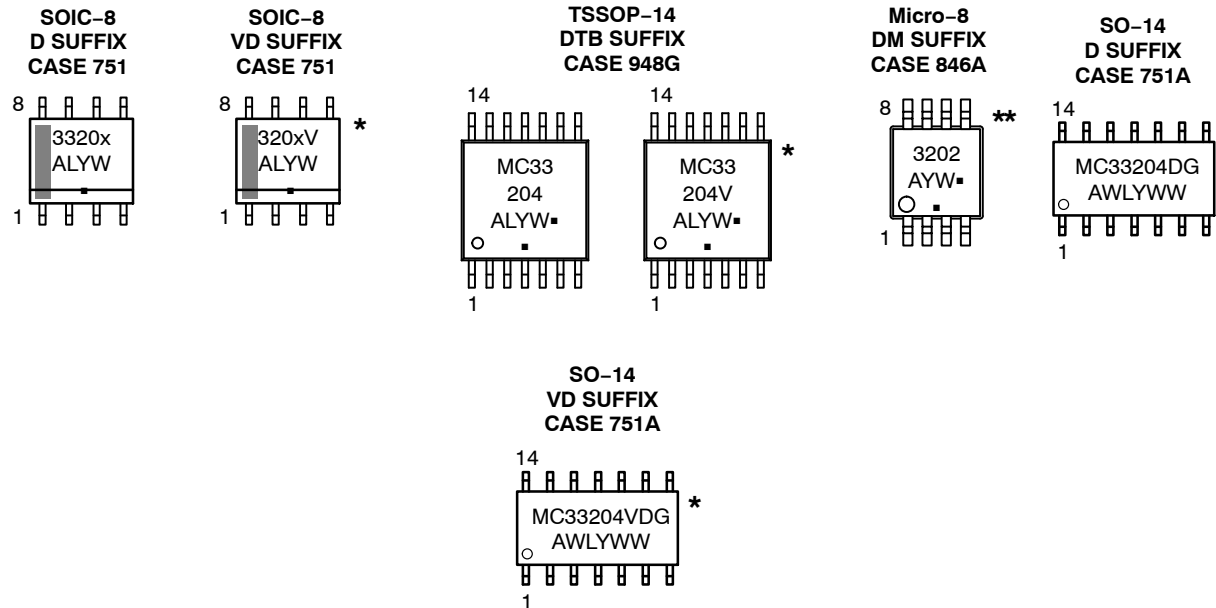 SOIC−8
D SUFFIX
CASE 751
8
3320x
ALYW
1
SOIC−8
VD SUFFIX
CASE 751
8
320xV
ALYW
*
1
TSSOP−14
DTB SUFFIX
CASE 948G
14
MC33
204
ALYW▪
▪
1
14
MC33
204V
ALYW▪
▪
*
1
Micro−8
DM SUFFIX
CASE 846A
8
3202
AYW▪
▪
**
1
SO−14
D SUFFIX
CASE 751A
14
MC33204DG
AWLYWW
1
SO−14
VD SUFFIX
CASE 751A
14
MC33204VDG
AWLYWW
*
1